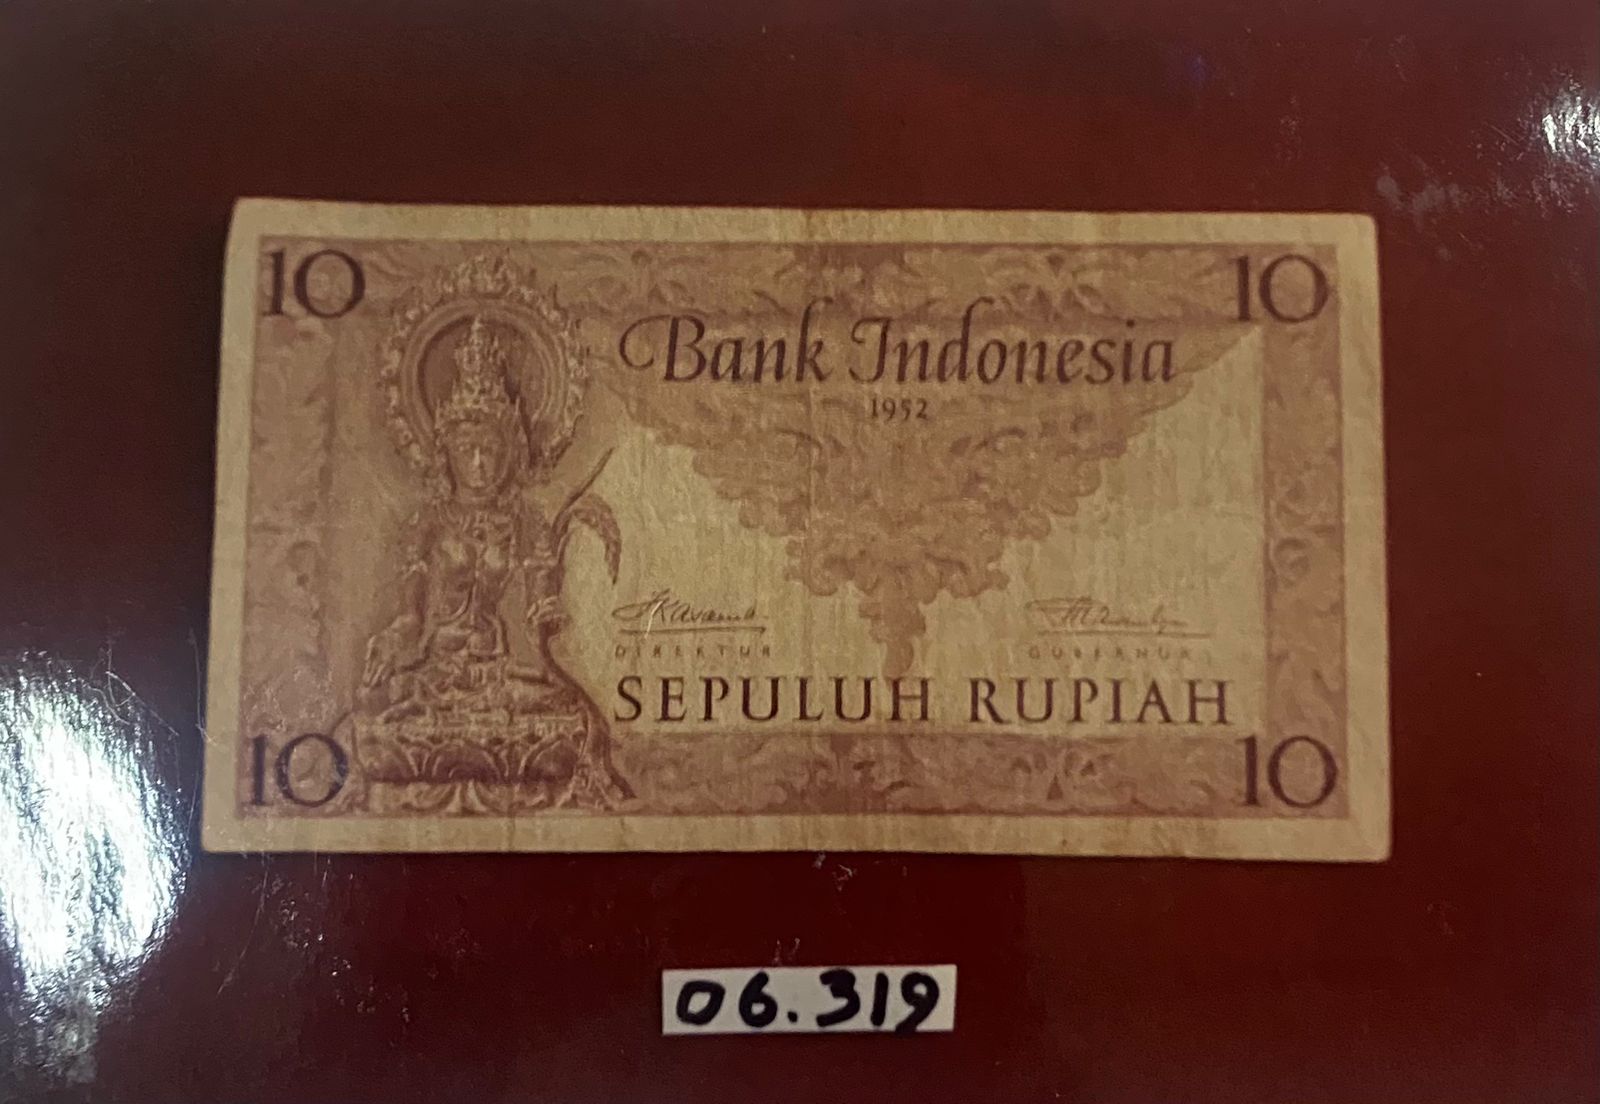 10 10
Bank Indonesia
1952
DIREKTUR GUBERNUR
SEPULUH RUPIAH
10 10
06.319